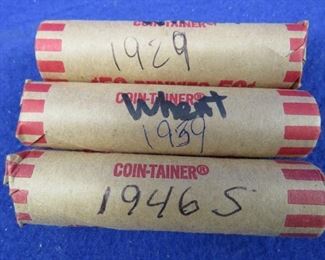 COIN-TAINER®
1929
$50 PENNIES 50¢
COIN-TAINER®
Wheat
1939
COIN-TAINER®
1946 S